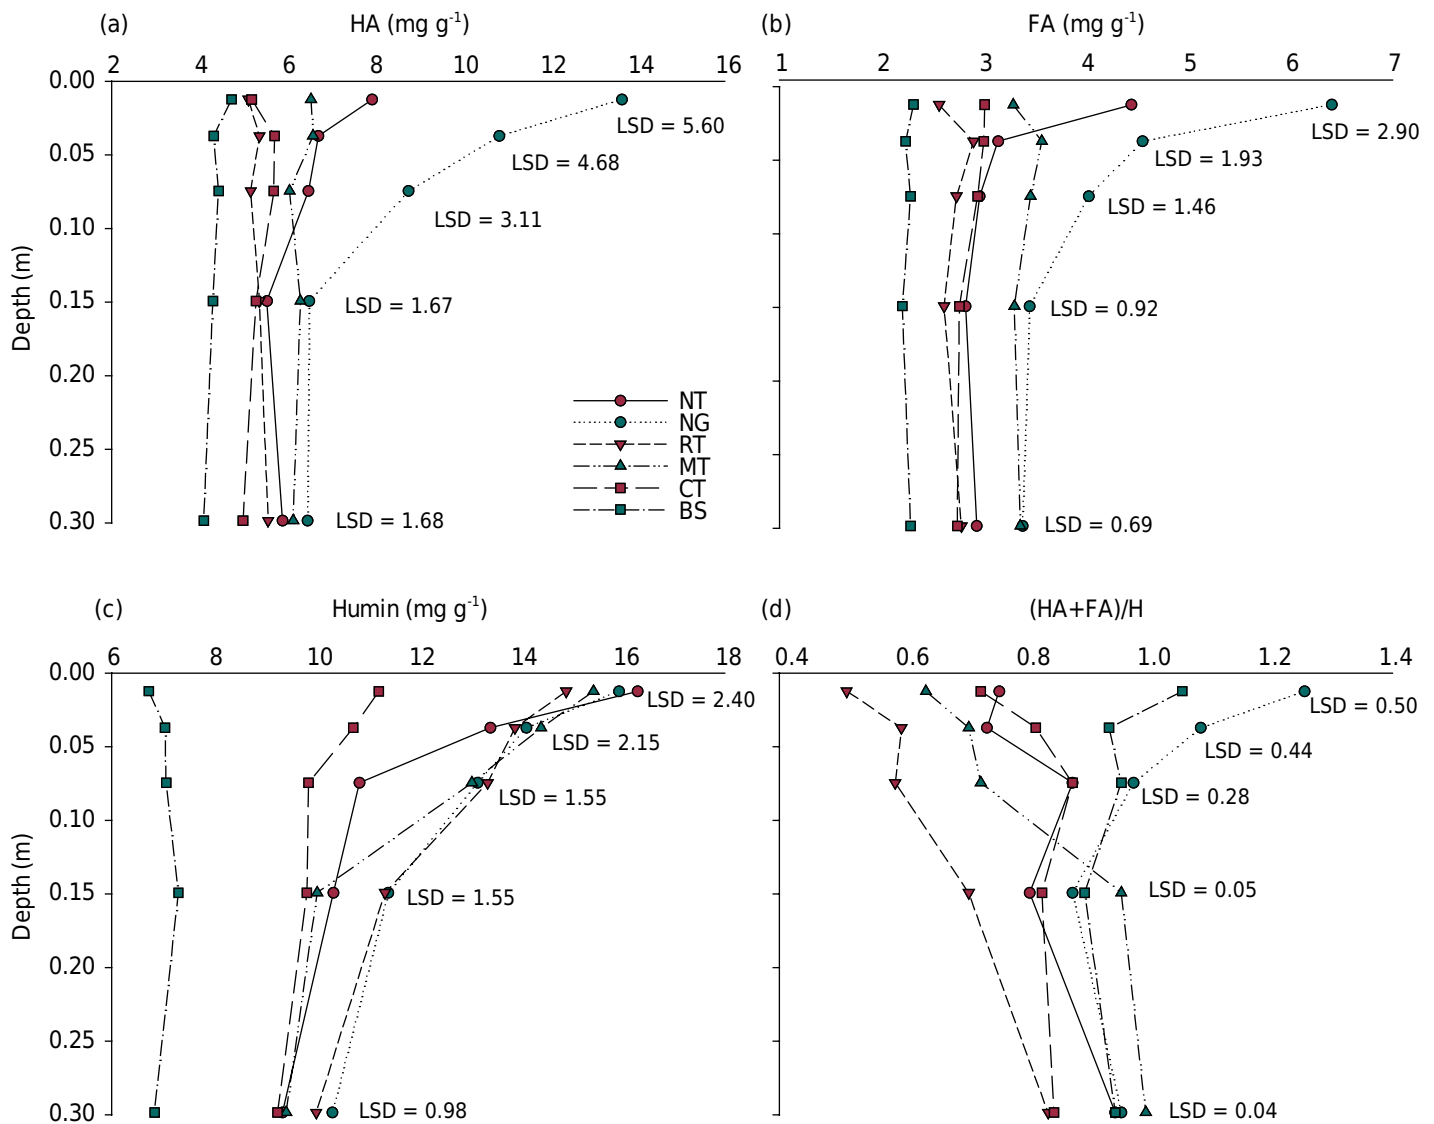 (a) HA (mg g-1)
2 4 6 8 10 12 14 16
0.00
0.05
0.10
0.15
0.20
0.25
0.30
Depth (m)
LSD = 5.60
LSD = 4.68
LSD = 3.11
LSD = 1.67
LSD = 1.68
NT
NG
RT
MT
CT
BS
(b) FA (mg g-1)
1 2 3 4 5 6 7
LSD = 2.90
LSD = 1.93
LSD = 1.46
LSD = 0.92
LSD = 0.69
(c) Humin (mg g-1)
6 8 10 12 14 16 18
0.00
0.05
0.10
0.15
0.20
0.25
0.30
Depth (m)
LSD = 2.40
LSD = 2.15
LSD = 1.55
LSD = 1.55
LSD = 0.98
(d) (HA+FA)/H
0.4 0.6 0.8 1.0 1.2 1.4
LSD = 0.50
LSD = 0.44
LSD = 0.28
LSD = 0.05
LSD = 0.04